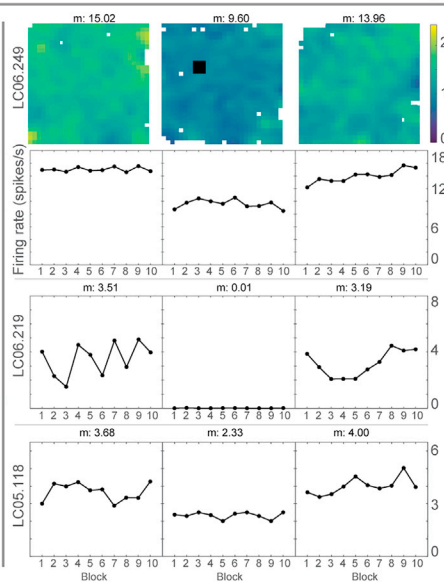 m: 15.02 m: 9.60 m: 13.96
LC06.249
2
1
0
Firing rate (spikes/s)
18
12
6
0
1 2 3 4 5 6 7 8 9 10 1 2 3 4 5 6 7 8 9 10 1 2 3 4 5 6 7 8 9 10
m: 3.51 m: 0.01 m: 3.19
LC06.219
8
4
0
1 2 3 4 5 6 7 8 9 10 1 2 3 4 5 6 7 8 9 10 1 2 3 4 5 6 7 8 9 10
m: 3.68 m: 2.33 m: 4.00
LC05.118
6
3
0
1 2 3 4 5 6 7 8 9 10 1 2 3 4 5 6 7 8 9 10 1 2 3 4 5 6 7 8 9 10
Block Block Block